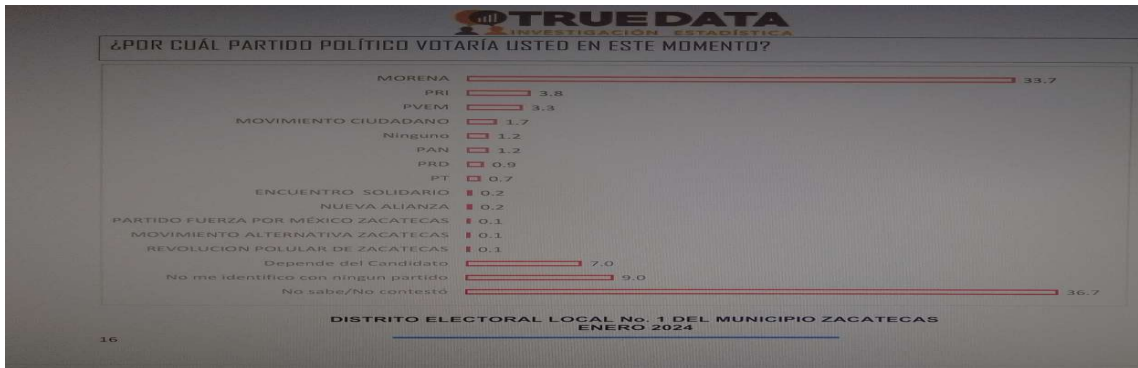 TRUEDATA
INVESTIGACIÓN ESTADÍSTICA
¿POR CUÁL PARTIDO POLÍTICO VOTARÍA USTED EN ESTE MOMENTO?
MORENA 33.7
PRI 3.8
PVEM 3.3
MOVIMIENTO CIUDADANO 1.7
Ninguno 1.2
PAN 1.2
PRD 0.9
PT 0.7
ENCUENTRO SOLIDARIO 0.2
NUEVA ALIANZA 0.2
PARTIDO FUERZA POR MÉXICO ZACATECAS 0.1
MOVIMIENTO ALTERNATIVA ZACATECAS 0.1
REVOLUCION POLULAR DE ZACATECAS 0.1
Depende del Candidato 7.0
No me identifico con ningun partido 9.0
No sabe/No contestó 36.7
DISTRITO ELECTORAL LOCAL No. 1 DEL MUNICIPIO ZACATECAS
ENERO 2024
16